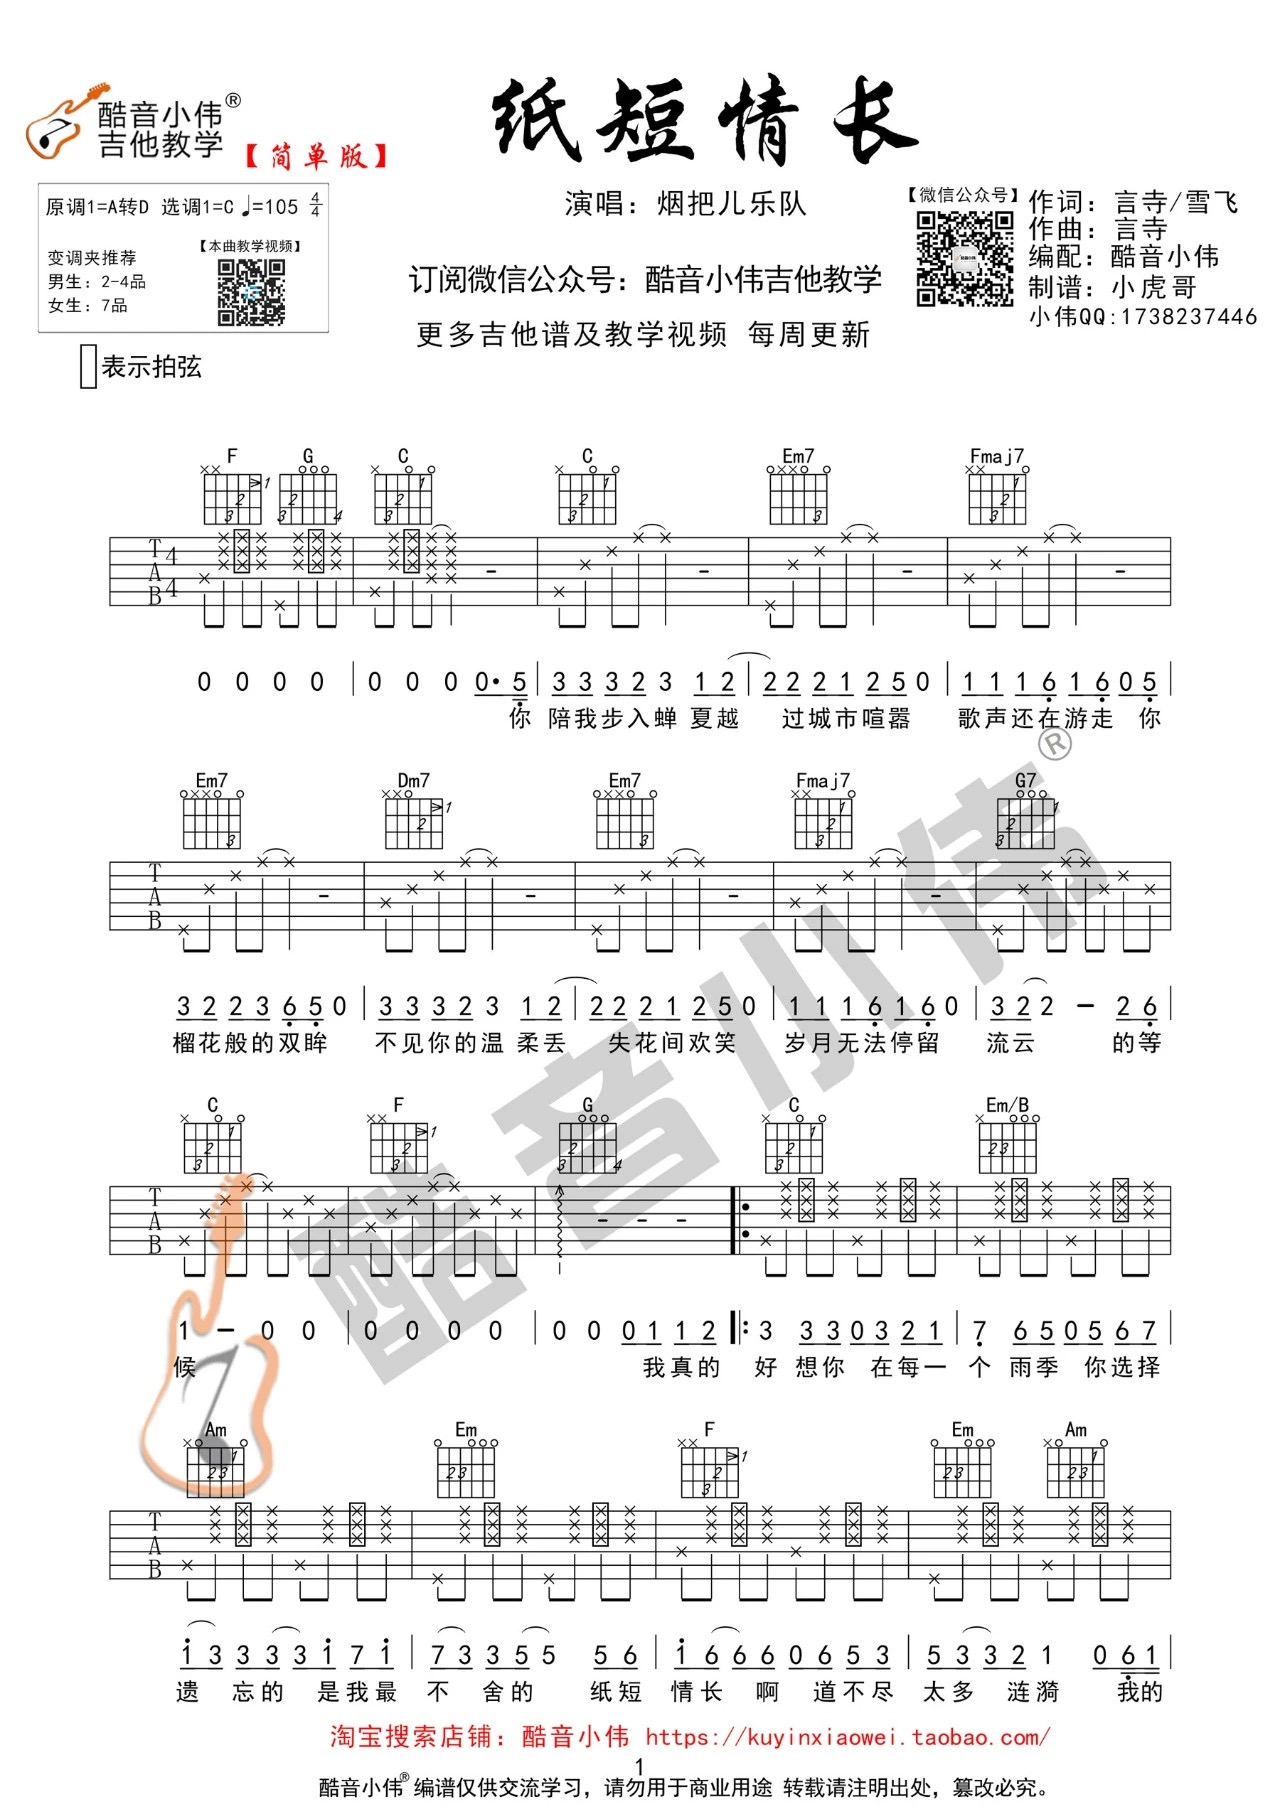 酷音小伟®
吉他教学
【简单版】
纸短情长
演唱：烟把儿乐队
订阅微信公众号：酷音小伟吉他教学
更多吉他谱及教学视频 每周更新
原调1=A转D 选调1=C ♩=105 4/4
【本曲教学视频】
变调夹推荐
男生：2-4品
女生：7品
【微信公众号】
作词：言寺/雪飞
作曲：言寺
编配：酷音小伟
制谱：小虎哥
小伟QQ:1738237446
表示拍弦
F G C C Em7 Fmaj7
T 4
A 4
B
0 0 0 0 | 0 0 0 0· 5 | 3 3 3 2 3 1 2 | 2 2 2 1 2 5 0 | 1 1 1 6 1 6 0 5
你 陪我步入蝉 夏越 过城市喧嚣 歌声还在游走 你
Em7 Dm7 Em7 Fmaj7 G7
T
A
B
3 2 2 3 6 5 0 | 3 3 3 2 3 1 2 | 2 2 2 1 2 5 0 | 1 1 1 6 1 6 0 | 3 2 2 － 2 6
榴花般的双眸 不见你的温 柔丢 失花间欢笑 岁月无法停留 流云 的等
C F G C Em/B
T
A
B
1 － 0 0 | 0 0 0 0 | 0 0 0 1 1 1 2 |: 3 3 3 0 3 2 1 | 7 6 5 0 5 6 7
候 我真的 好 想你 在每一 个 雨季 你选择
Am Em F Em Am
T
A
B
1 3 3 3 3 1 7 1 | 7 3 3 5 5 5 6 | 1 6 6 6 0 6 5 3 | 5 3 3 2 1 0 6 1
遗 忘的 是我最 不 舍的 纸短 情长 啊 道不尽 太多 涟漪 我的
淘宝搜索店铺：酷音小伟 https://kuyinxiaowei.taobao.com/
1
酷音小伟® 编谱仅供交流学习，请勿用于商业用途 转载请注明出处，篡改必究。
酷音小伟®